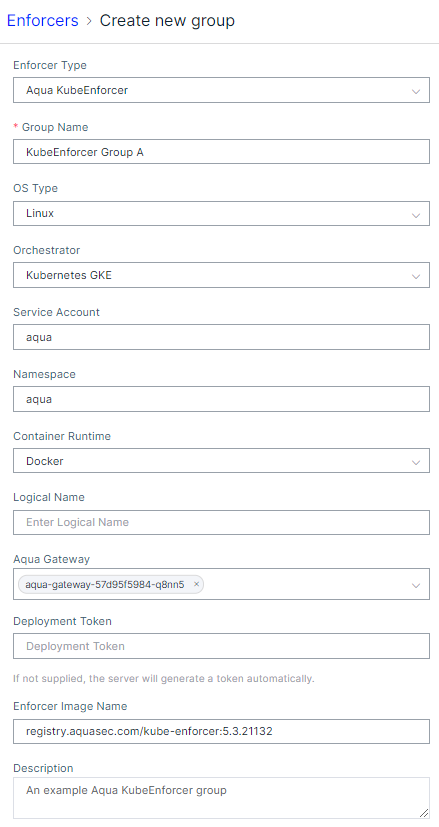 Enforcers > Create new group
Enforcer Type
Aqua KubeEnforcer
* Group Name
KubeEnforcer Group A
OS Type
Linux
Orchestrator
Kubernetes GKE
Service Account
aqua
Namespace
aqua
Container Runtime
Docker
Logical Name
Enter Logical Name
Aqua Gateway
aqua-gateway-57d95f5984-q8nn5 ×
Deployment Token
Deployment Token
If not supplied, the server will generate a token automatically.
Enforcer Image Name
registry.aquasec.com/kube-enforcer:5.3.21132
Description
An example Aqua KubeEnforcer group